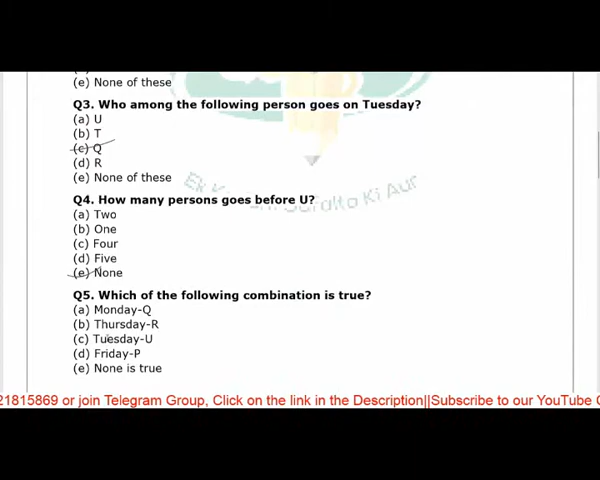 (e) None of these
Q3. Who among the following person goes on Tuesday?
(a) U
(b) T
(c) Q
(d) R
(e) None of these
Ki Aur
Q4. How many persons goes before U?
(a) Two
(b) One
(c) Four
(d) Five
(e) None
Q5. Which of the following combination is true?
(a) Monday-Q
(b) Thursday-R
(c) Tuesday-U
(d) Friday-P
(e) None is true
21815869 or join Telegram Group, Click on the link in the Description||Subscribe to our YouTube